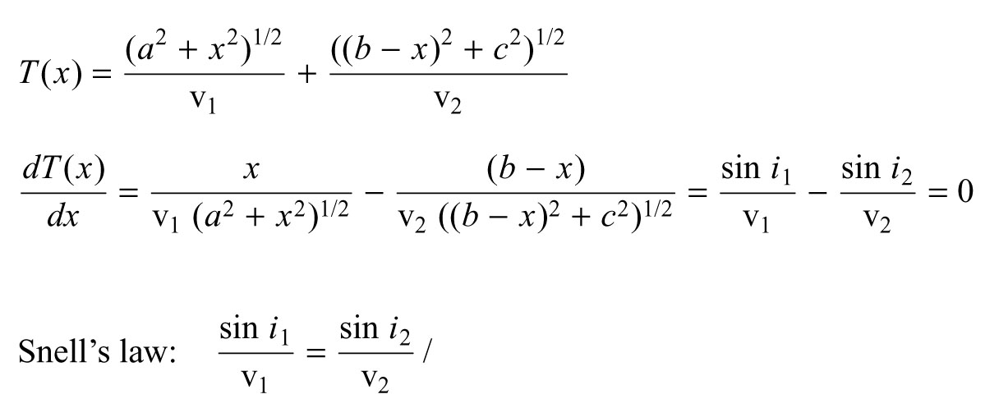 T(x) = (a² + x²)^1/2 / v₁ + ((b − x)² + c²)^1/2 / v₂
dT(x)/dx = x / v₁ (a² + x²)^1/2 − (b − x) / v₂ ((b − x)² + c²)^1/2 = sin i₁ / v₁ − sin i₂ / v₂ = 0
Snell’s law: sin i₁ / v₁ = sin i₂ / v₂ /